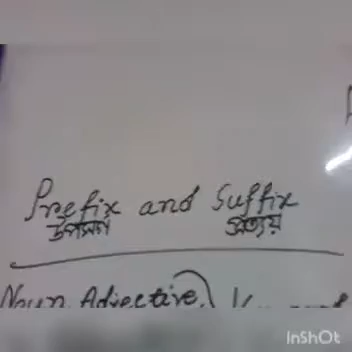 Prefix and Suffix
উপসর্গ প্রত্যয়
Noun Adjective,
InShOt